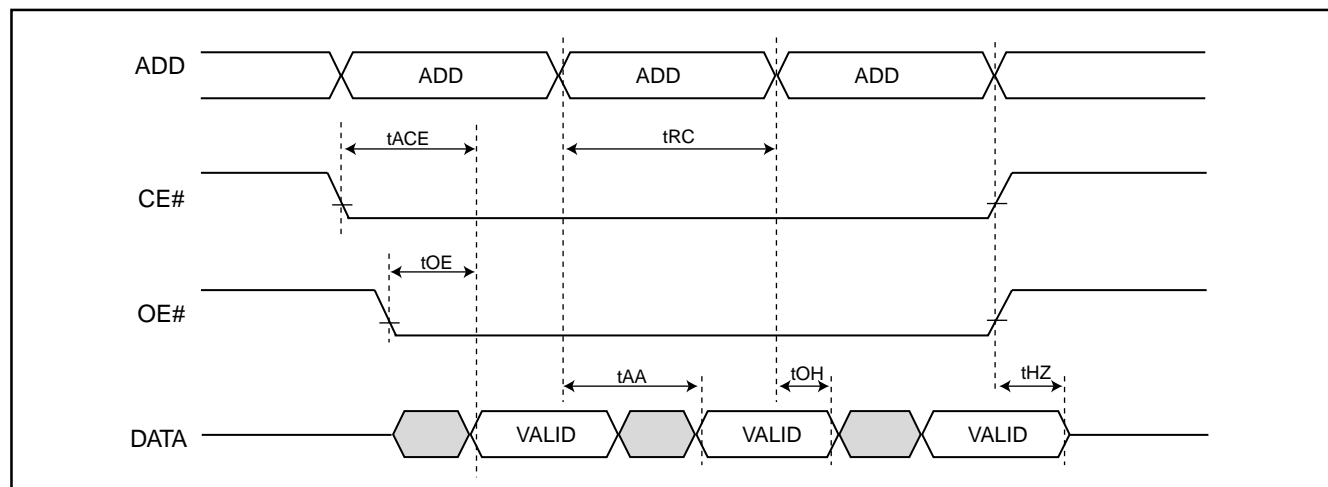 ADD
ADD
ADD
ADD
tACE
tRC
CE#
tOE
OE#
tAA
tOH
tHZ
DATA
VALID
VALID
VALID